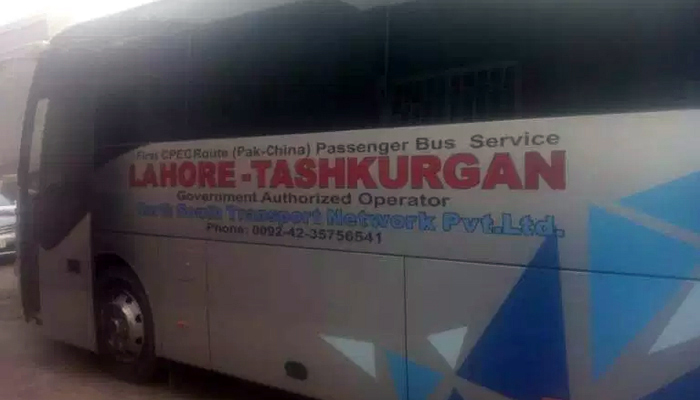 First CPEC Route (Pak-China) Passenger Bus Service
LAHORE-TASHKURGAN
Government Authorized Operator
North South Transport Network Pvt.Ltd.
Phone: 0092-42-35756541